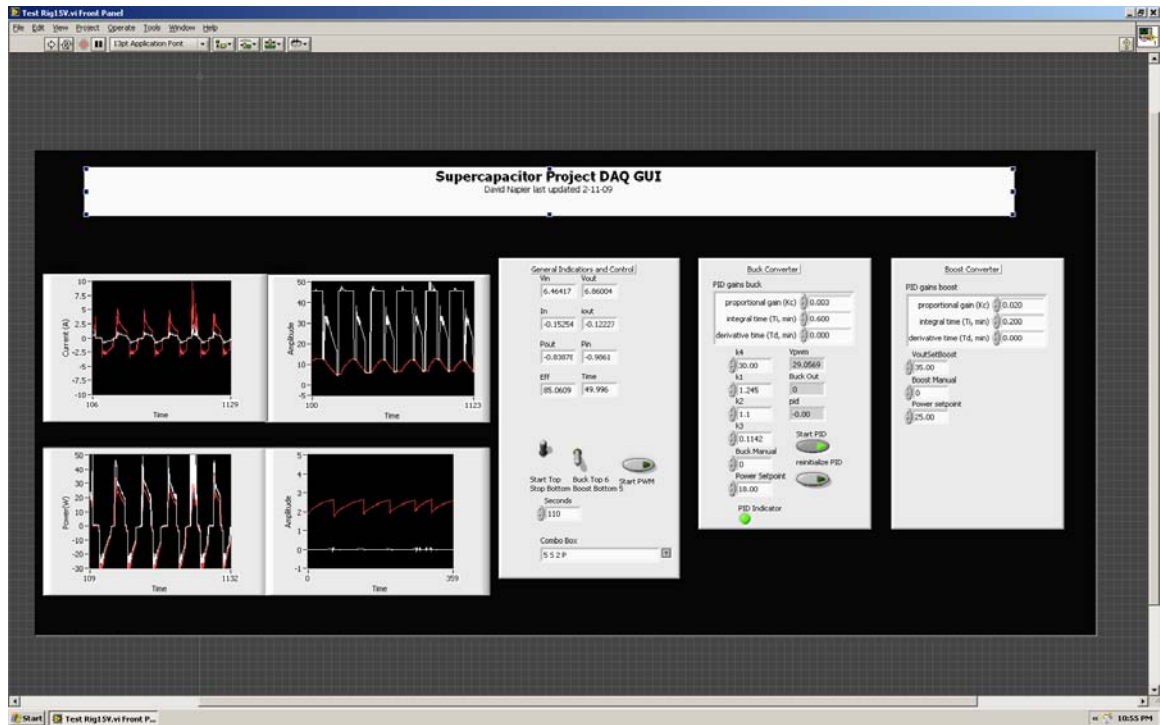 Test Rig15V.vi Front Panel
File Edit View Project Operate Tools Window Help
13pt Application Font
Supercapacitor Project DAQ GUI
David Napier last updated 2-11-09
10
7.5
5
2.5
0
-2.5
-5
-7.5
-10
Current (A)
106
1129
Time
50
40
30
20
10
0
-5
Amplitude
100
1123
Time
50
40
30
20
10
0
-10
-20
-30
Power(W)
109
1132
Time
5
4
3
2
1
0
-1
Amplitude
0
359
Time
General Indications and Control
Vin Vout
6.46417 6.86004
In iout
-0.15254 -0.12227
Pout Pin
-0.8387E -0.9861
Eff Time
85.0609 49.996
Start Top Buck Top 6 Start PWM
Stop Bottom Boost Bottom 5
Seconds
110
Combo Box
5 S 2 P
Buck Converter
PID gains buck
proportional gain (Kc) 0.003
integral time (Ti, min) 0.600
derivative time (Td, min) 0.000
k4 Vpwm
30.00 29.0569
k1 Buck Out
1.245 0
k2 pid
1.1 -0.00
k3
0.1142 Start PID
Buck Manual
0 reinitialize PID
Power Setpoint
18.00
PID Indicator
Boost Converter
PID gains boost
proportional gain (Kc) 0.020
integral time (Ti, min) 0.200
derivative time (Td, min) 0.000
VoutSetBoost
35.00
Boost Manual
0
Power setpoint
25.00
Start Test Rig15V.vi Front P... 10:55 PM